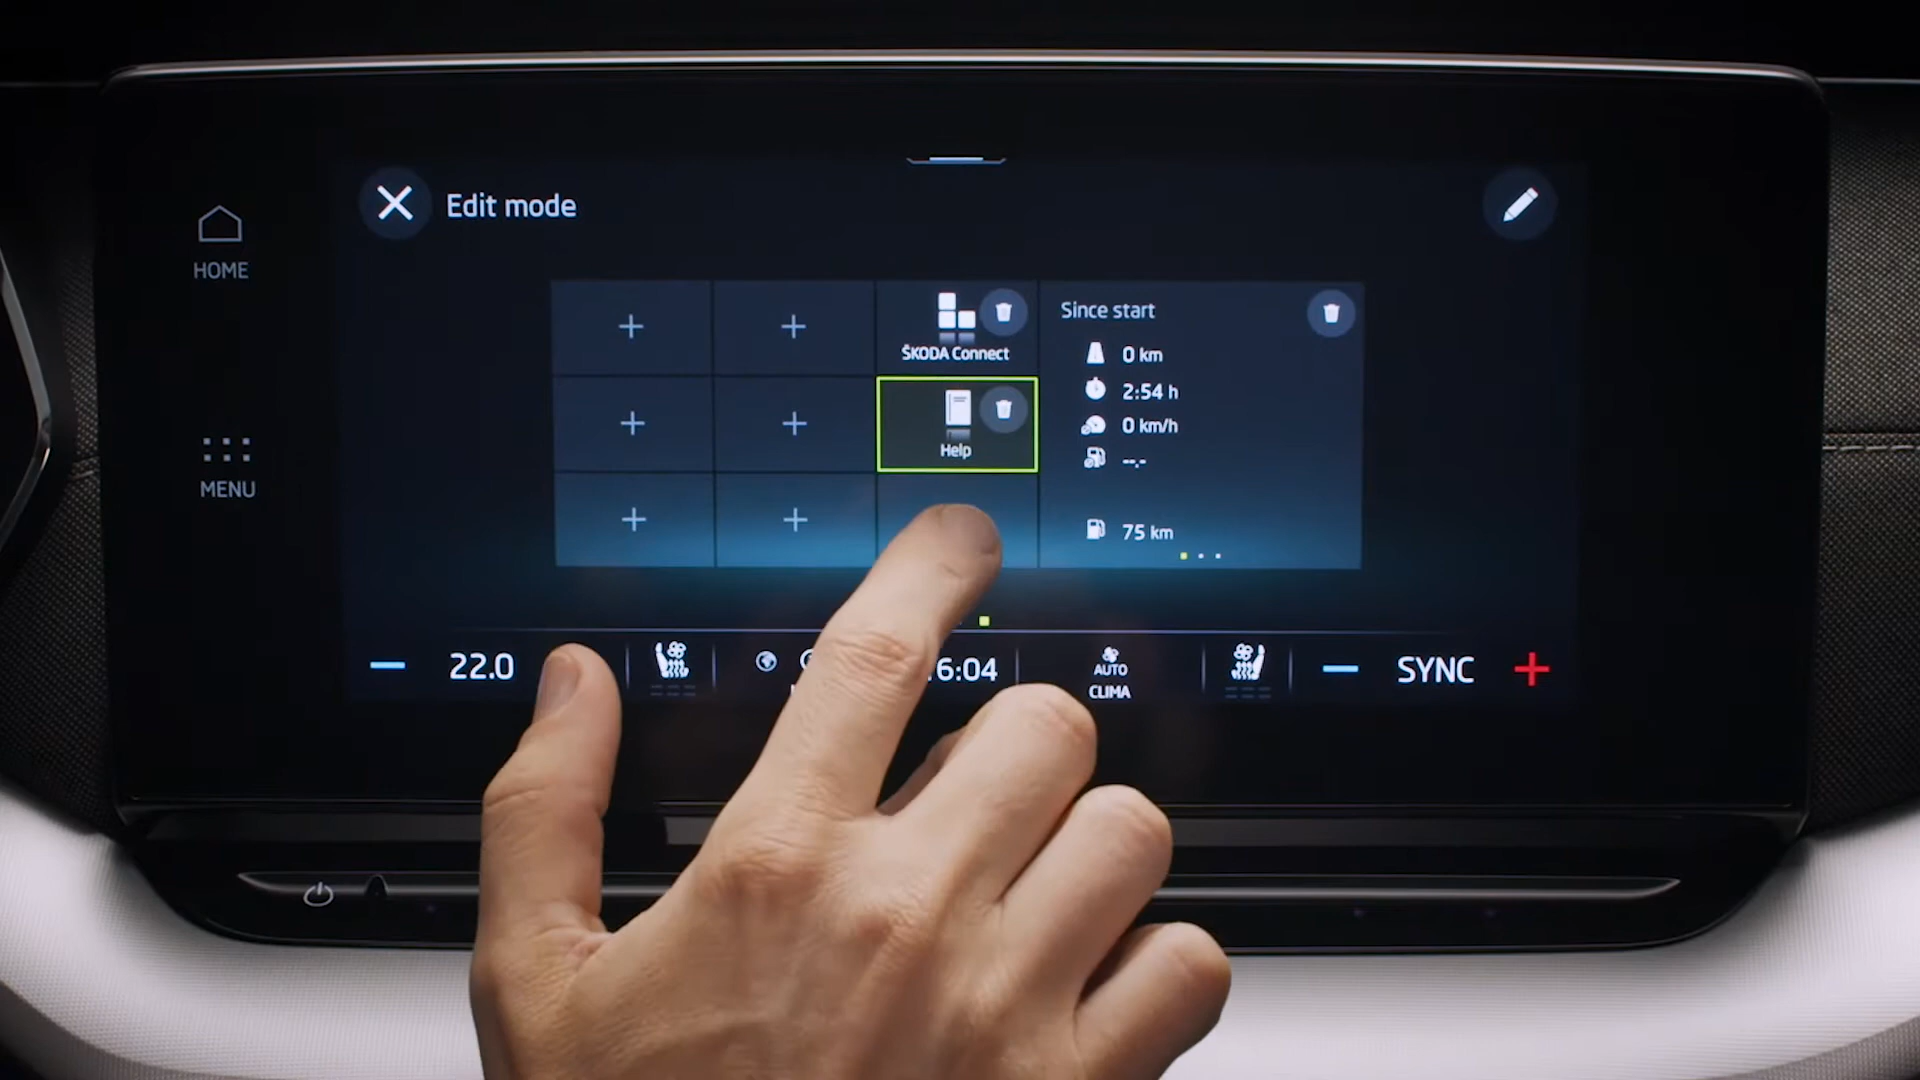 Edit mode
HOME
MENU
ŠKODA Connect
Help
Since start
0 km
2:54 h
0 km/h
--.-
75 km
22.0
6:04
AUTO
CLIMA
SYNC